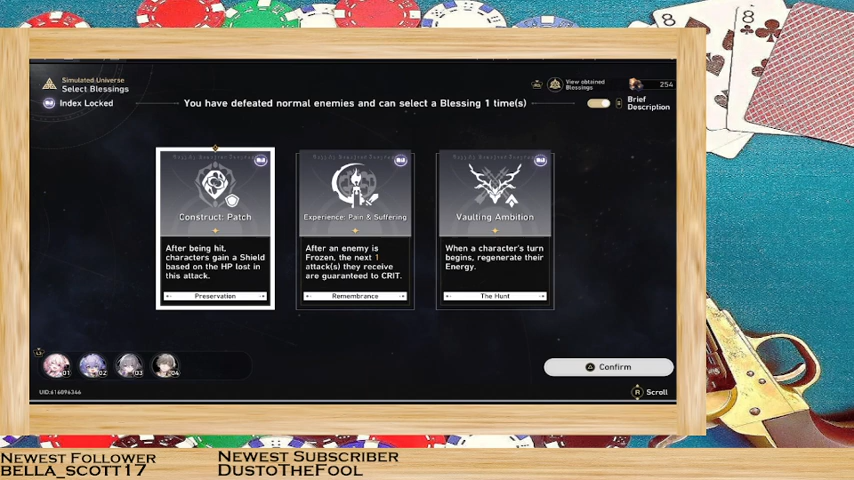 Simulated Universe
Select Blessings
View obtained
Blessings
254
Index Locked
You have defeated normal enemies and can select a Blessing 1 time(s)
Brief
Description
Construct: Patch
After being hit,
characters gain a Shield
based on the HP lost in
this attack.
Preservation
Experience: Pain & Suffering
After an enemy is
Frozen, the next 1
attack(s) they receive
are guaranteed to CRIT.
Remembrance
Vaulting Ambition
When a character's turn
begins, regenerate their
Energy.
The Hunt
01
02
03
04
Confirm
UID:616094346
R Scroll
8
8
NEWEST FOLLOWER
BELLA_SCOTT17
NEWEST SUBSCRIBER
DUSTOTHEFOOL